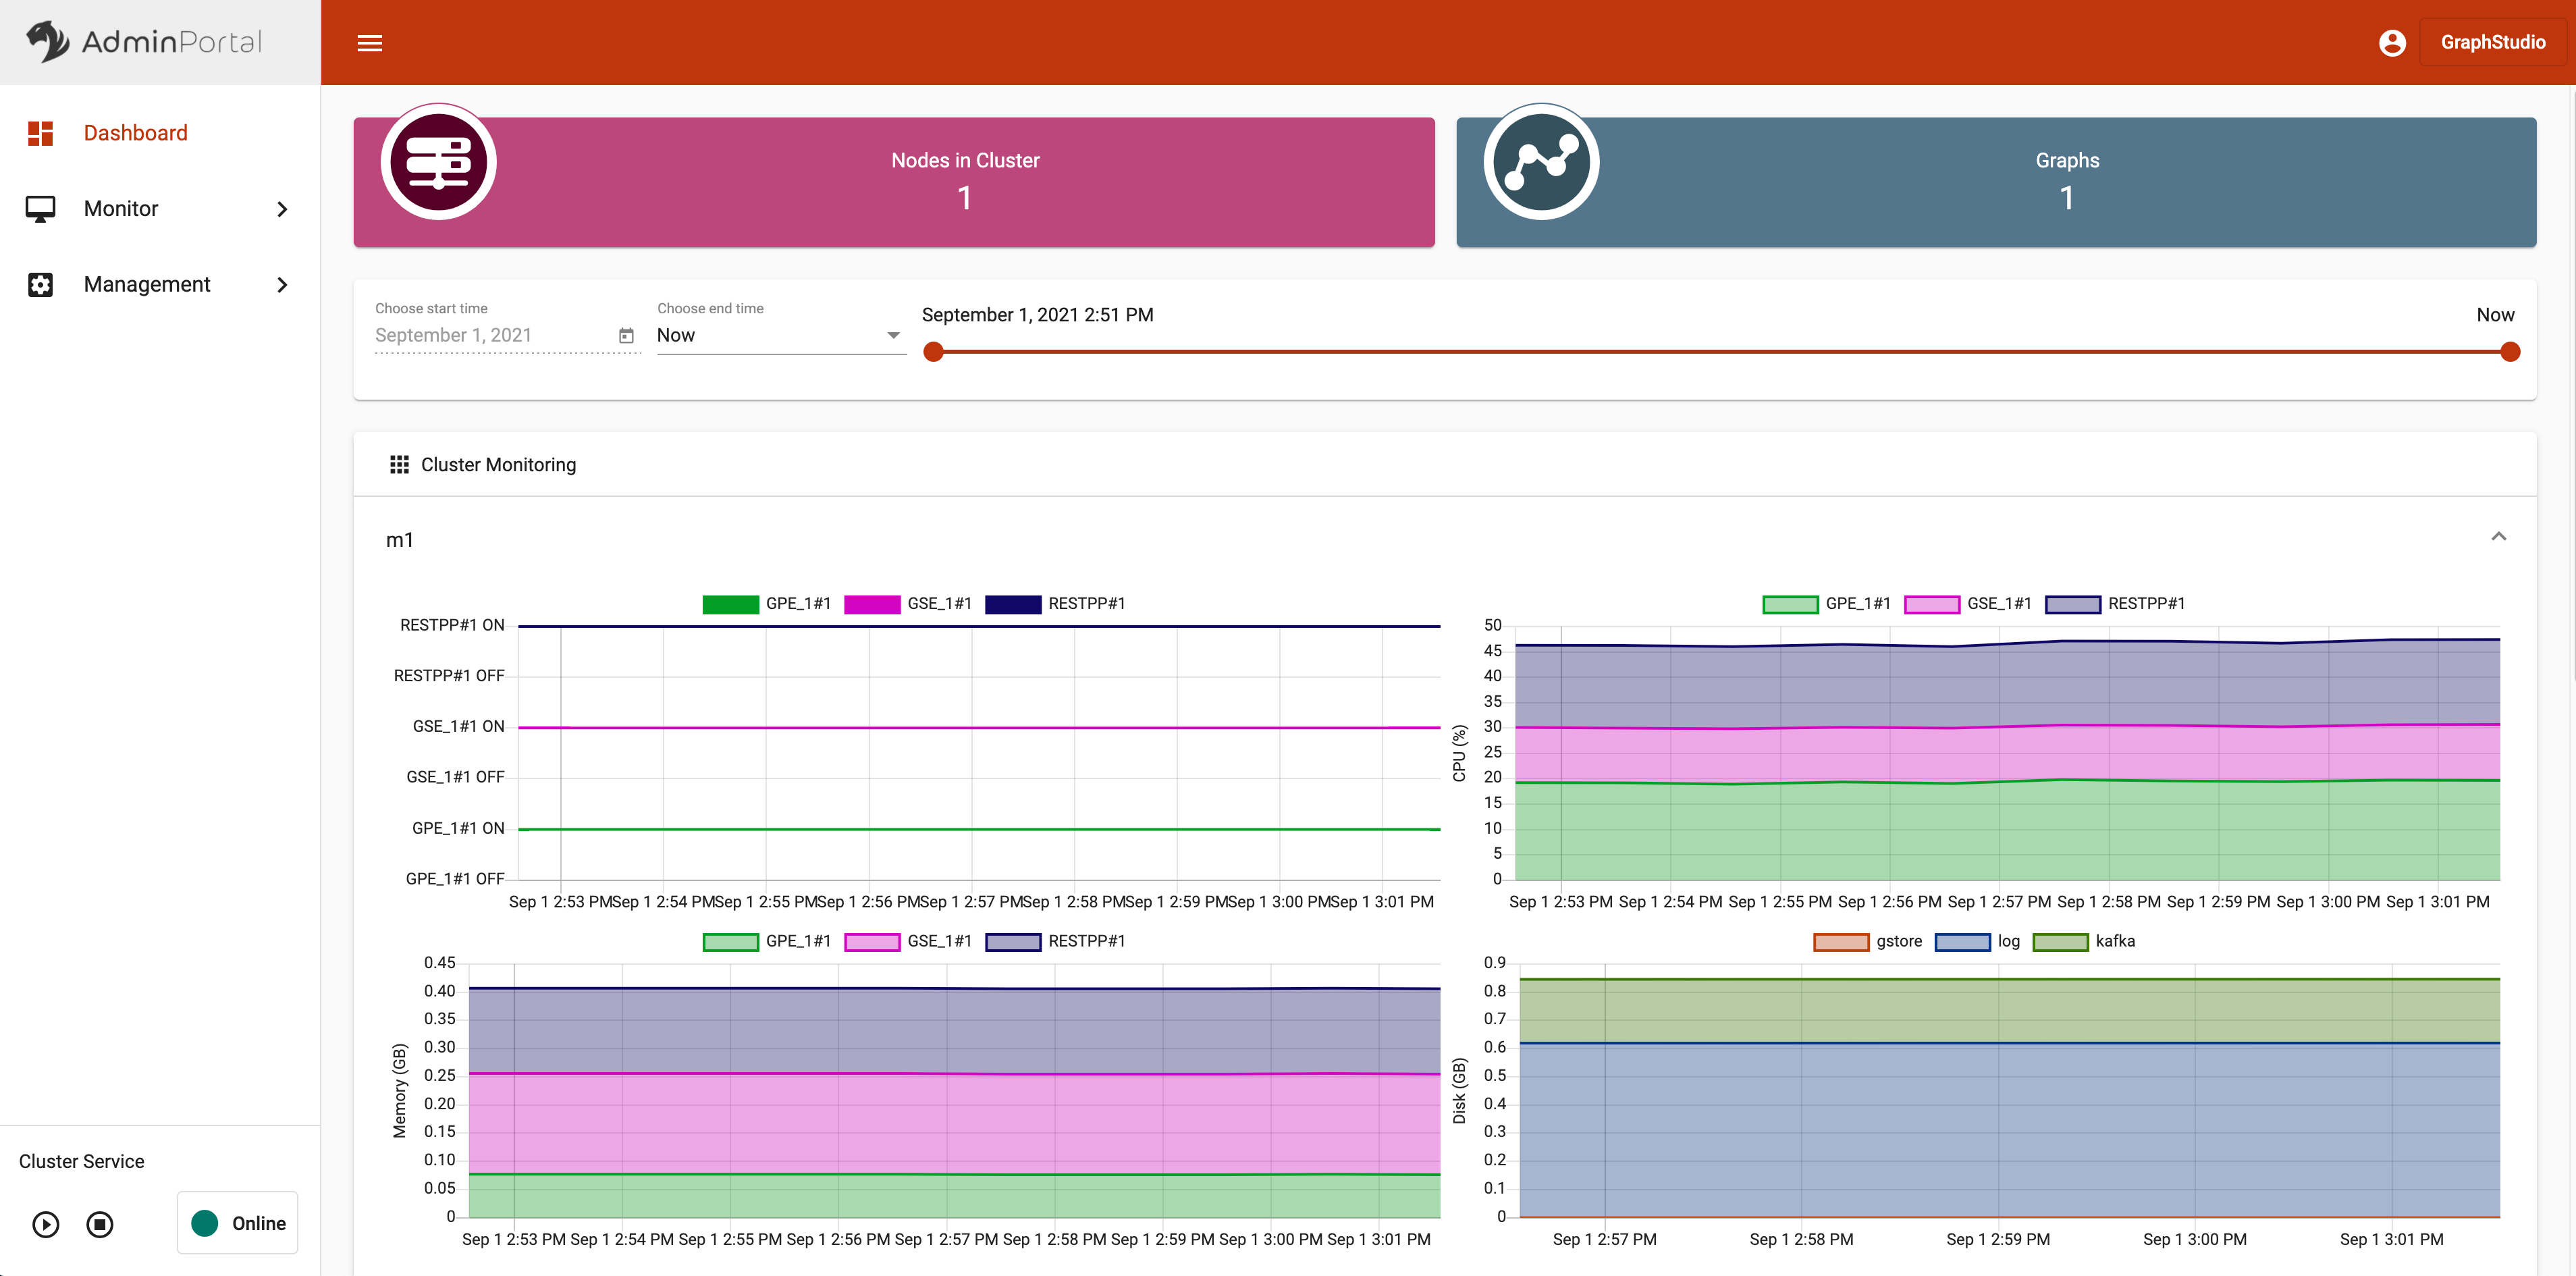 AdminPortal
GraphStudio
Dashboard
Monitor
Management
Nodes in Cluster
1
Graphs
1
Choose start time
September 1, 2021
Choose end time
Now
September 1, 2021 2:51 PM
Now
Cluster Monitoring
m1
GPE_1#1 GSE_1#1 RESTPP#1
RESTPP#1 ON
RESTPP#1 OFF
GSE_1#1 ON
GSE_1#1 OFF
GPE_1#1 ON
GPE_1#1 OFF
Sep 1 2:53 PM Sep 1 2:54 PM Sep 1 2:55 PM Sep 1 2:56 PM Sep 1 2:57 PM Sep 1 2:58 PM Sep 1 2:59 PM Sep 1 3:00 PM Sep 1 3:01 PM
GPE_1#1 GSE_1#1 RESTPP#1
CPU (%)
50
45
40
35
30
25
20
15
10
5
0
Sep 1 2:53 PM Sep 1 2:54 PM Sep 1 2:55 PM Sep 1 2:56 PM Sep 1 2:57 PM Sep 1 2:58 PM Sep 1 2:59 PM Sep 1 3:00 PM Sep 1 3:01 PM
GPE_1#1 GSE_1#1 RESTPP#1
Memory (GB)
0.45
0.40
0.35
0.30
0.25
0.20
0.15
0.10
0.05
0
Sep 1 2:53 PM Sep 1 2:54 PM Sep 1 2:55 PM Sep 1 2:56 PM Sep 1 2:57 PM Sep 1 2:58 PM Sep 1 2:59 PM Sep 1 3:00 PM Sep 1 3:01 PM
gstore log kafka
Disk (GB)
0.9
0.8
0.7
0.6
0.5
0.4
0.3
0.2
0.1
0
Sep 1 2:57 PM Sep 1 2:58 PM Sep 1 2:59 PM Sep 1 3:00 PM Sep 1 3:01 PM
Cluster Service
Online